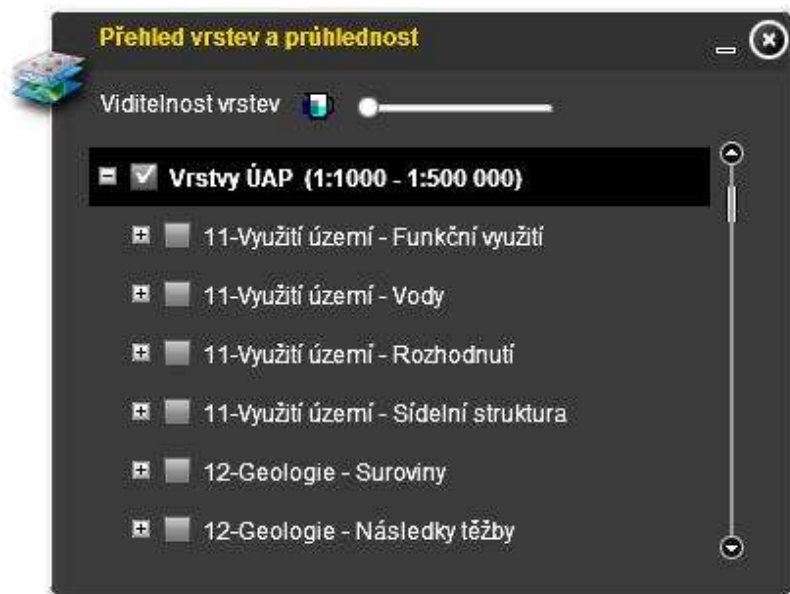 Přehled vrstev a průhlednost
Viditelnost vrstev
Vrstvy ÚAP (1:1000 - 1:500 000)
11-Využití území - Funkční využití
11-Využití území - Vody
11-Využití území - Rozhodnutí
11-Využití území - Sídelní struktura
12-Geologie - Suroviny
12-Geologie - Následky těžby